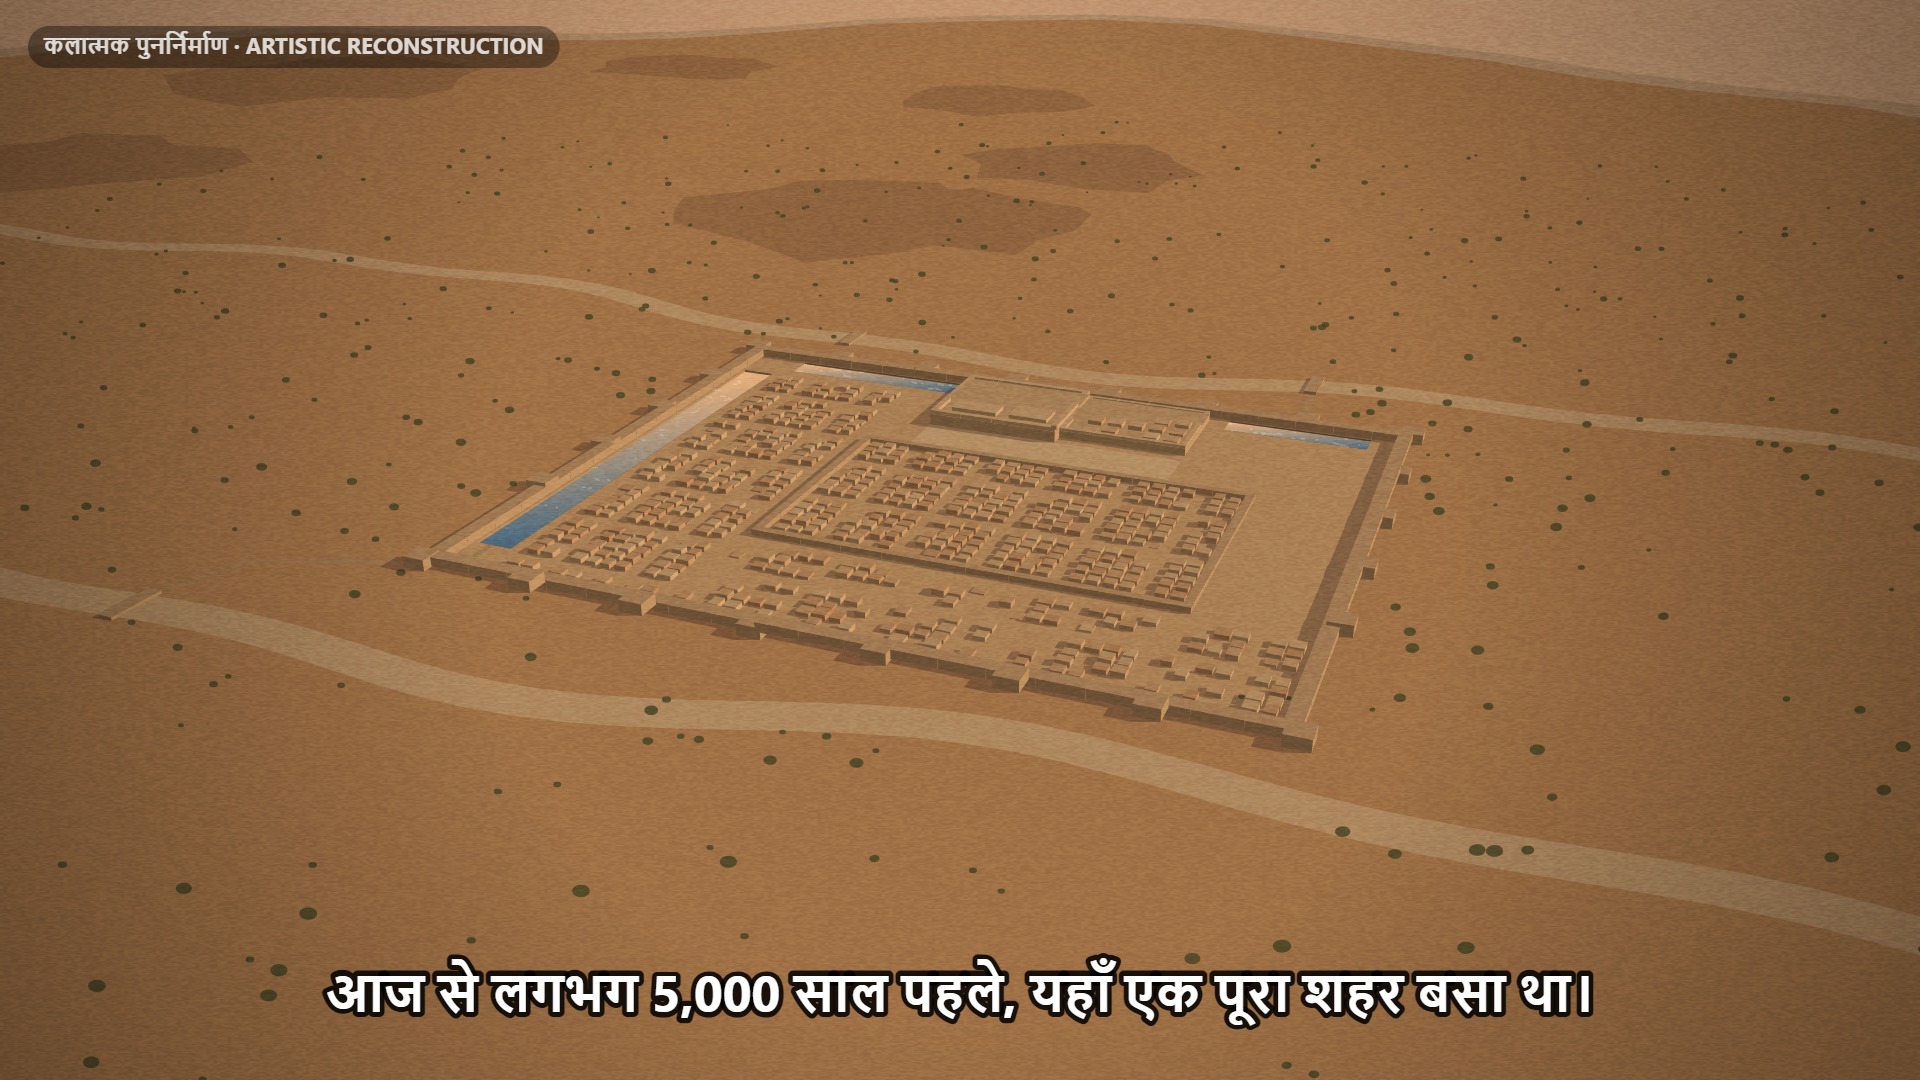 कलात्मक पुनर्निर्माण · ARTISTIC RECONSTRUCTION
आज से लगभग 5,000 साल पहले, यहाँ एक पूरा शहर बसा था।